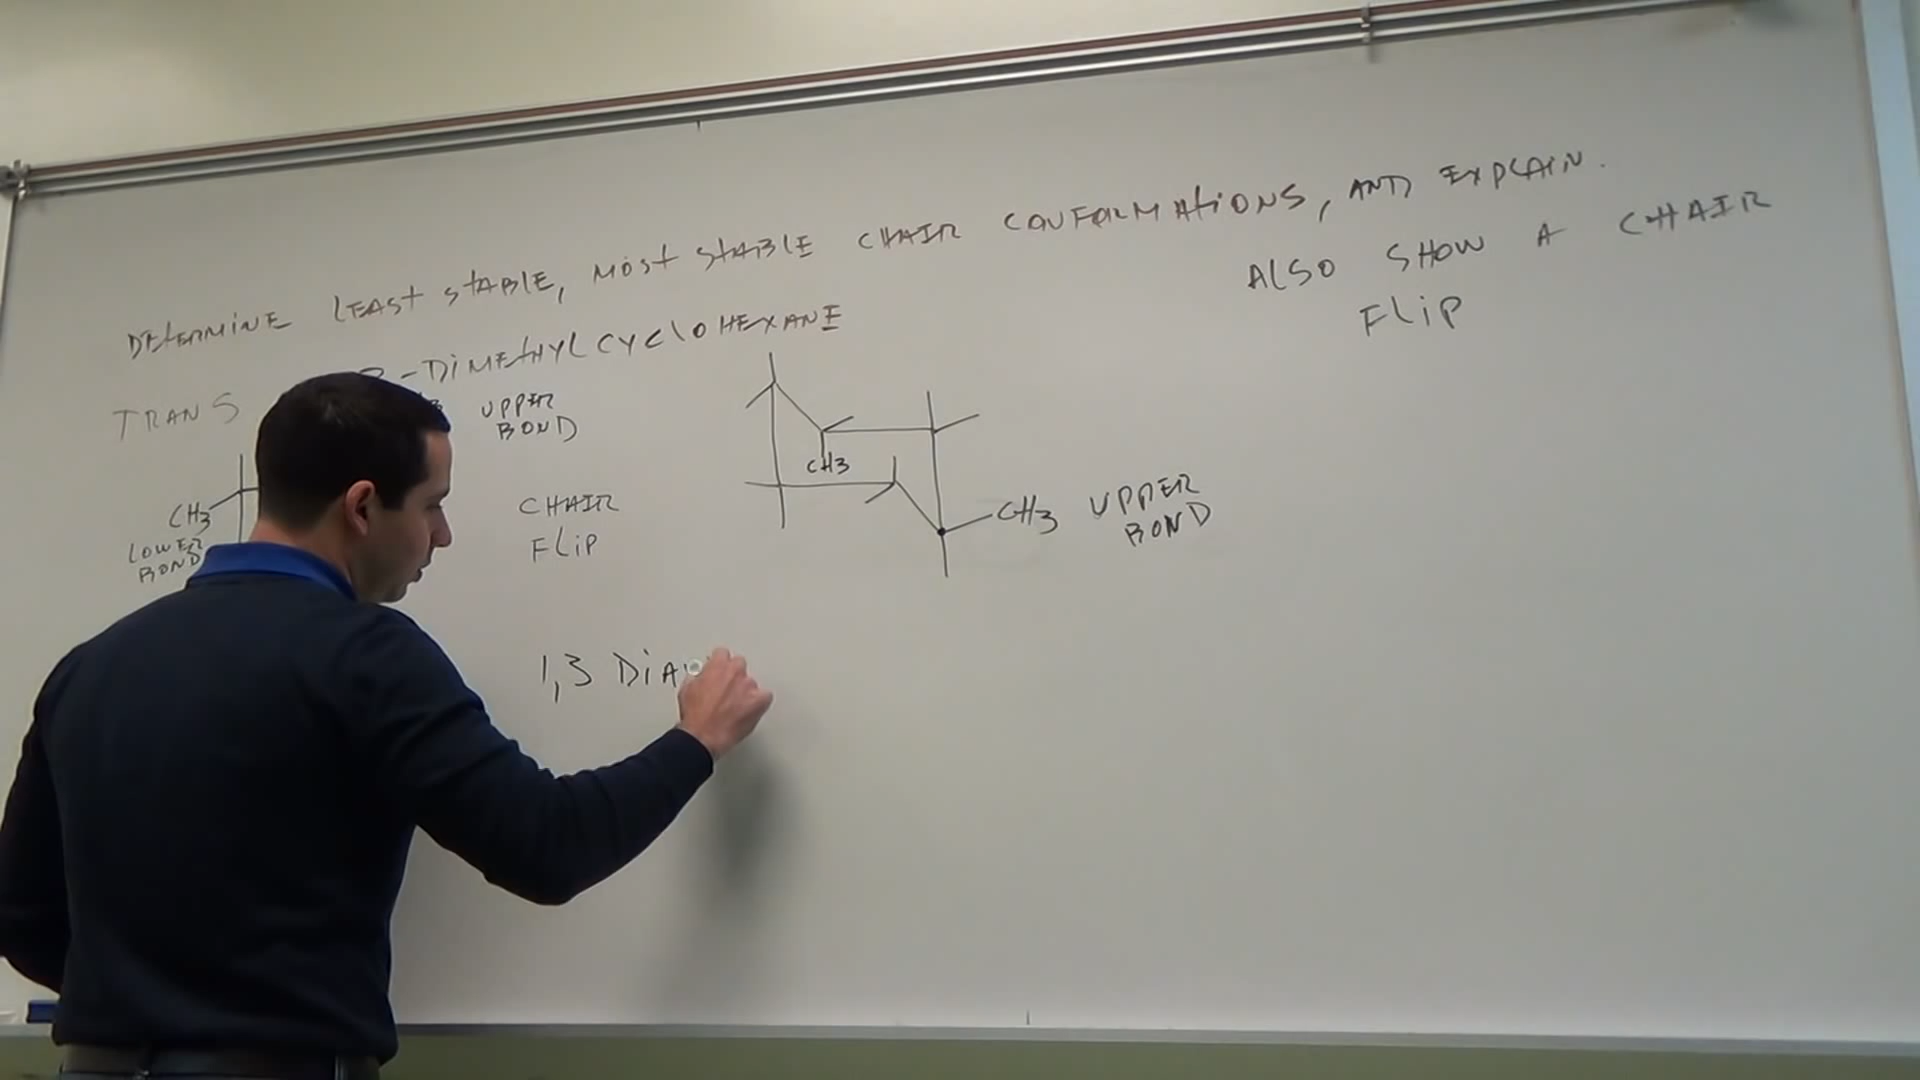 DETERMINE LEAST STABLE, MOST STABLE CHAIR CONFORMATIONS, AND EXPLAIN.
ALSO SHOW A CHAIR
FLIP
TRANS 3-DIMETHYLCYCLOHEXANE
UPPER
BOND
CH3
LOWER
BOND
CHAIR
FLIP
CH3
CH3 UPPER
BOND
1,3 DIA